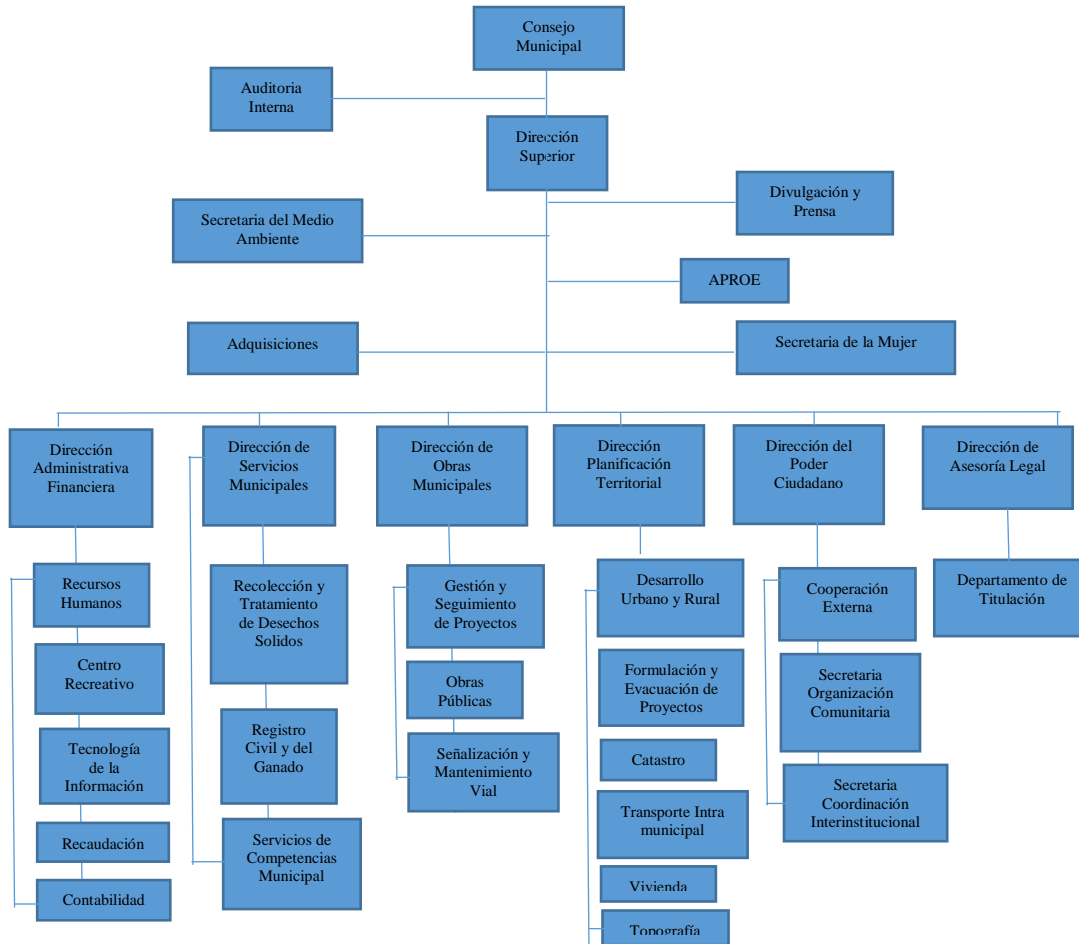 Consejo
Municipal
Auditoria
Interna
Dirección
Superior
Divulgación y
Prensa
Secretaria del Medio
Ambiente
APROE
Adquisiciones
Secretaria de la Mujer
Dirección
Administrativa
Financiera
Dirección de
Servicios
Municipales
Dirección de
Obras
Municipales
Dirección
Planificación
Territorial
Dirección del
Poder
Ciudadano
Dirección de
Asesoría Legal
Recursos
Humanos
Centro
Recreativo
Tecnología
de la
Información
Recaudación
Contabilidad
Recolección y
Tratamiento
de Desechos
Solidos
Registro
Civil y del
Ganado
Servicios de
Competencias
Municipal
Gestión y
Seguimiento
de Proyectos
Obras
Públicas
Señalización y
Mantenimiento
Vial
Desarrollo
Urbano y Rural
Formulación y
Evacuación de
Proyectos
Catastro
Transporte Intra
municipal
Vivienda
Topografía
Cooperación
Externa
Secretaria
Organización
Comunitaria
Secretaria
Coordinación
Interinstitucional
Departamento de
Titulación